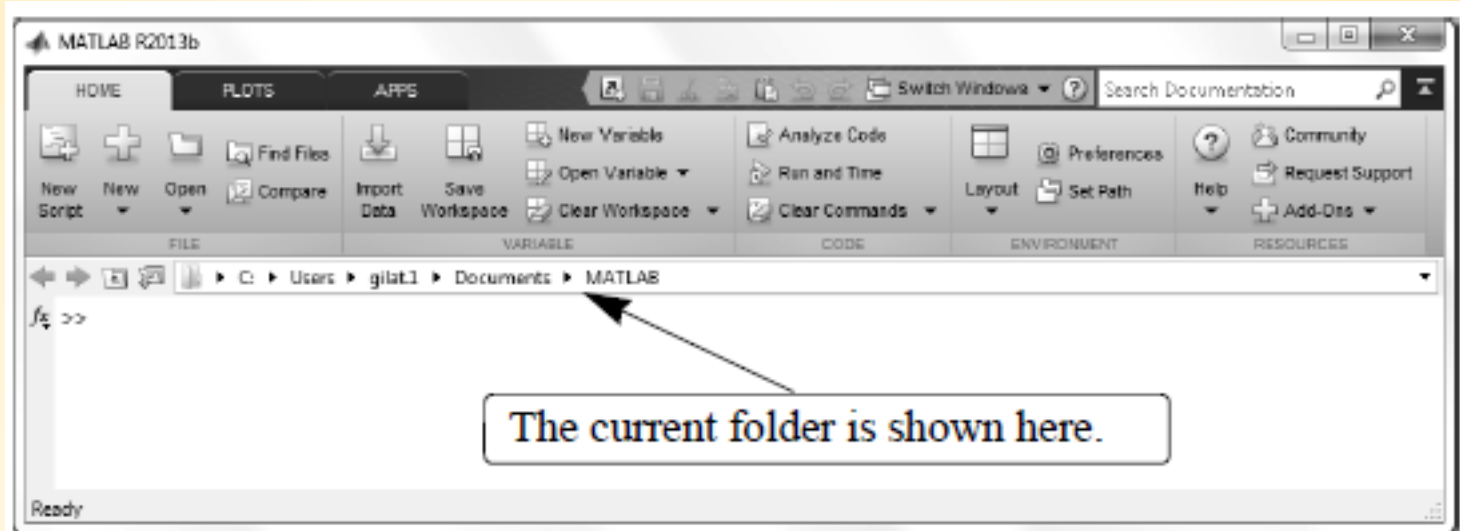 MATLAB R2013b
HOME PLOTS APPS Switch Windows ? Search Documentation
New Script
New
Open
Find Files
Compare
Import Data
Save Workspace
New Variable
Open Variable
Clear Workspace
Analyze Code
Run and Time
Clear Commands
Layout
Preferences
Set Path
? Help
Community
Request Support
Add-Ons
FILE VARIABLE CODE ENVIRONMENT RESOURCES
C: Users gilat.1 Documents MATLAB
fx >>
The current folder is shown here.
Ready